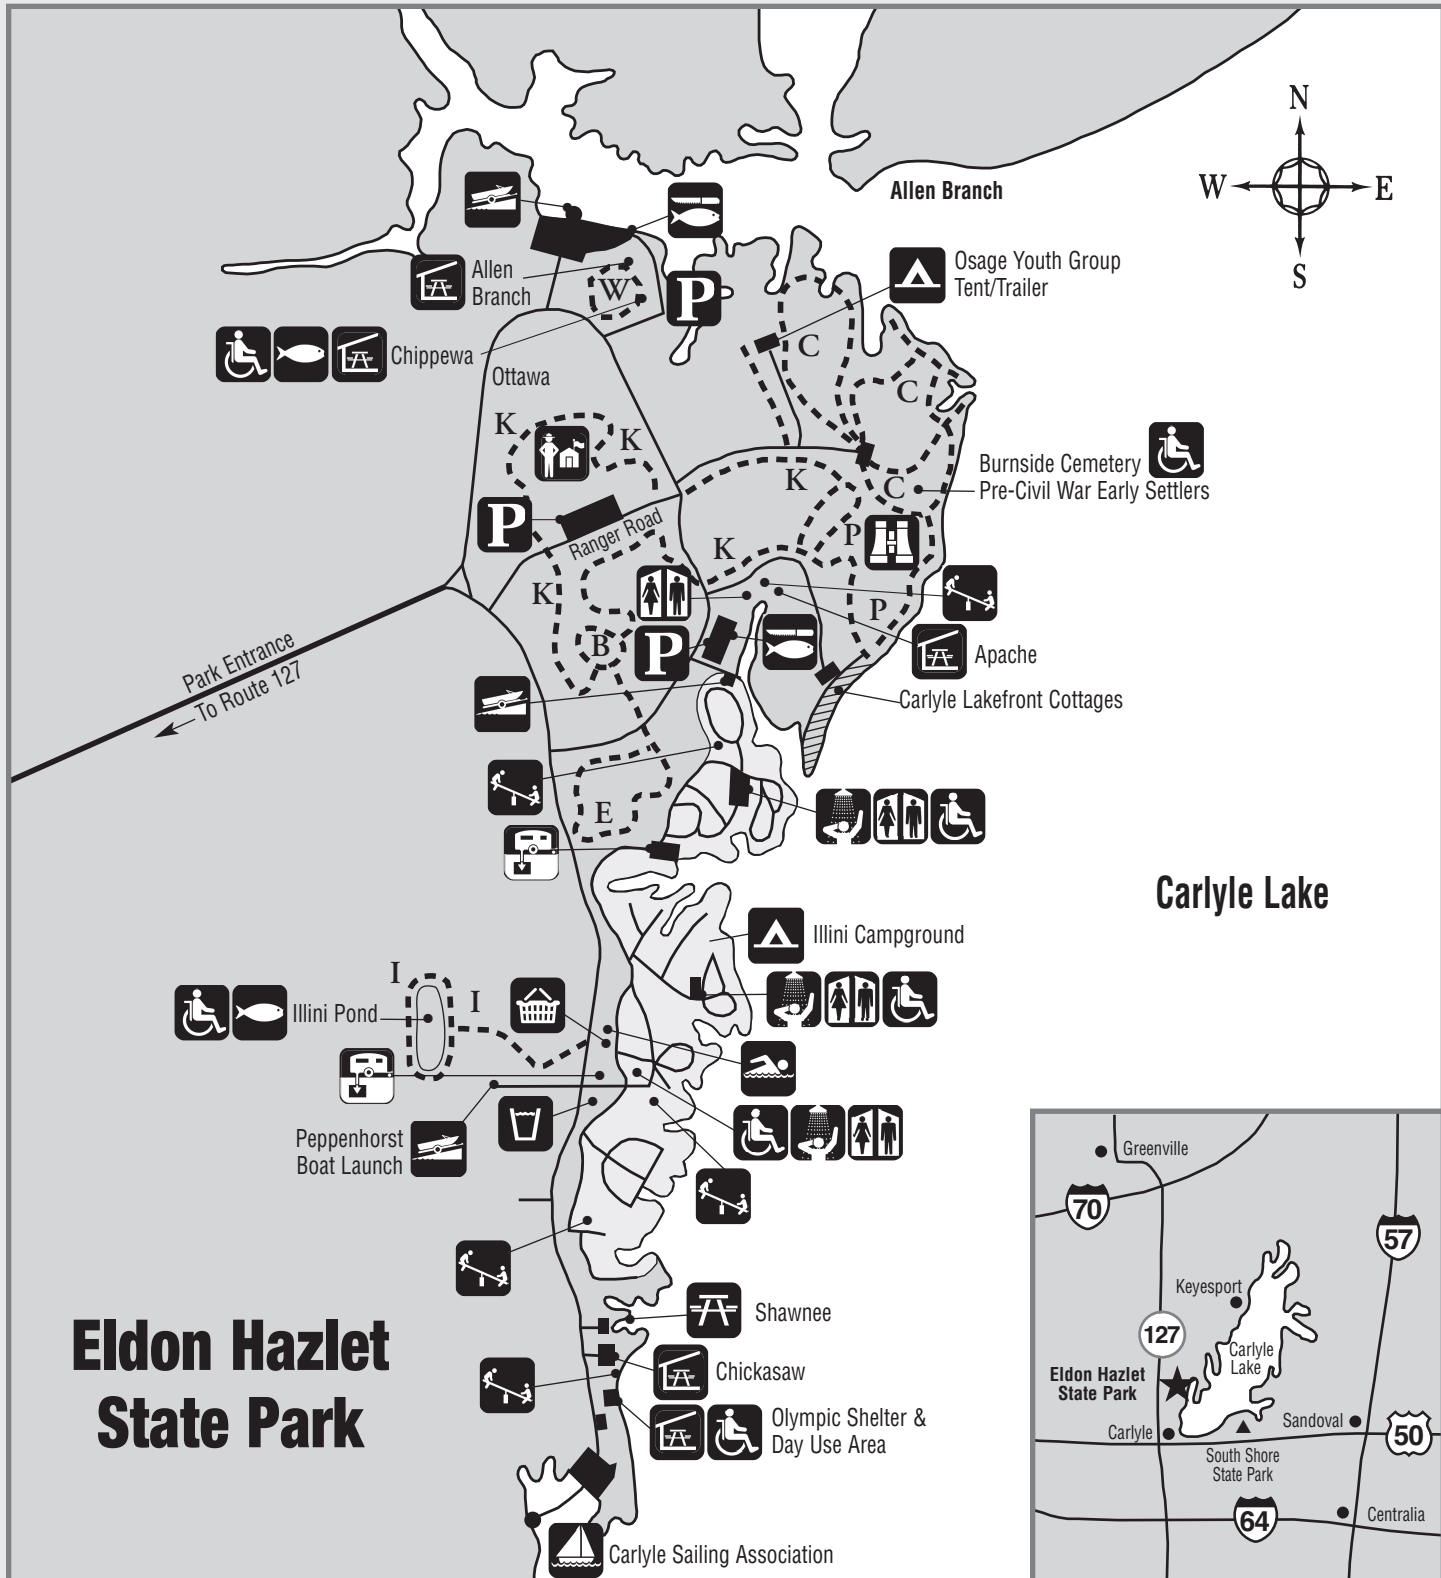 N
W
E
S
Allen Branch
Osage Youth Group
Tent/Trailer
Allen
Branch
W
P
Chippewa
Ottawa
C
C
K
K
K
C
Burnside Cemetery
Pre-Civil War Early Settlers
P
Ranger Road
K
P
K
P
B
P
Apache
Carlyle Lakefront Cottages
Park Entrance
To Route 127
E
Carlyle Lake
Illini Campground
I
I
Illini Pond
Peppenhorst
Boat Launch
Shawnee
Chickasaw
Olympic Shelter &
Day Use Area
Carlyle Sailing Association
Eldon Hazlet
State Park
Greenville
70
57
Keyesport
127
Carlyle
Lake
Eldon Hazlet
State Park
Carlyle
Sandoval
50
South Shore
State Park
64
Centralia